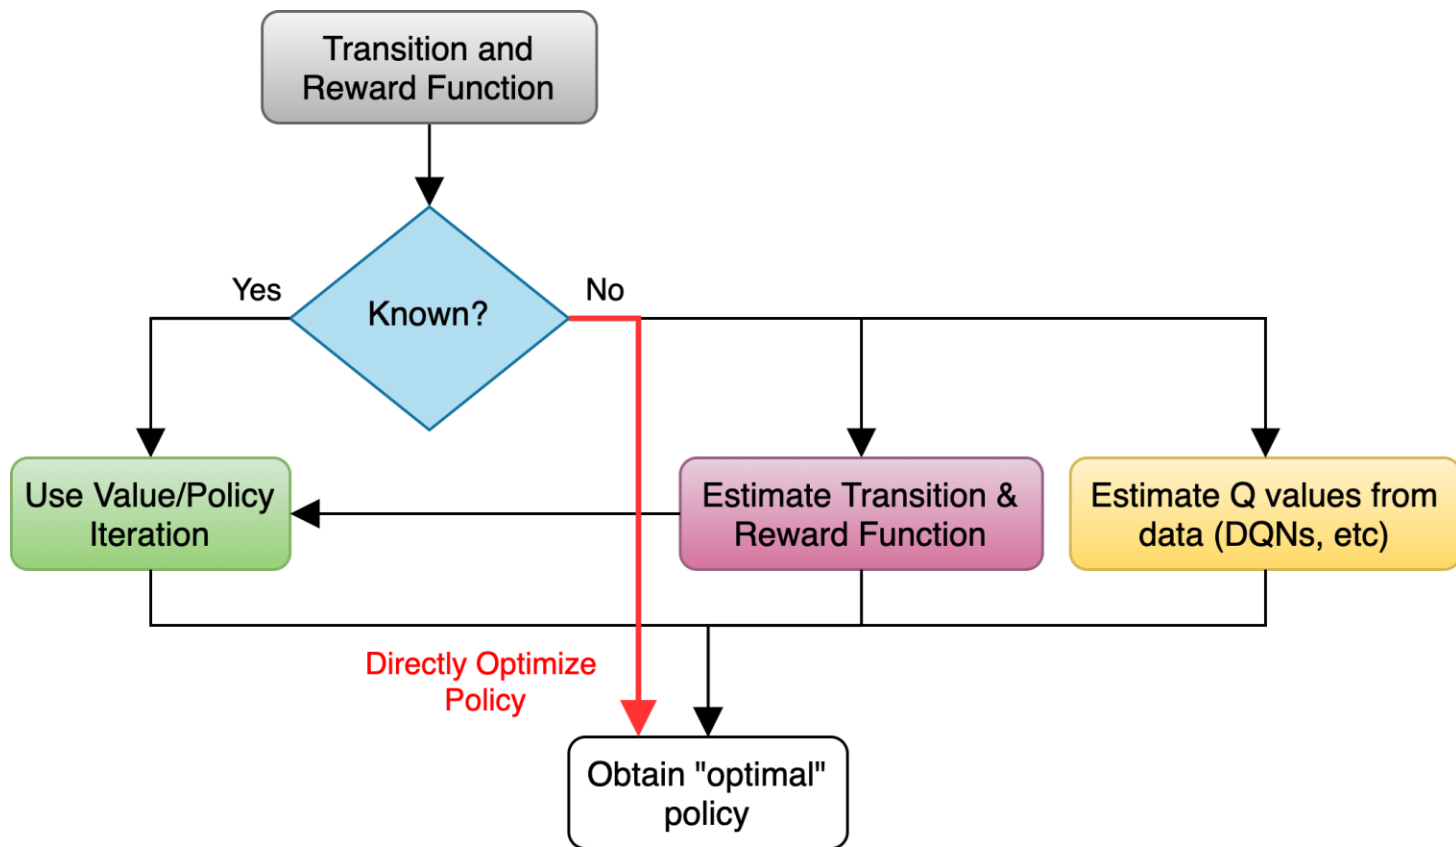 Transition and
Reward Function
Known?
Yes
No
Use Value/Policy
Iteration
Estimate Transition &
Reward Function
Estimate Q values from
data (DQNs, etc)
Directly Optimize
Policy
Obtain "optimal"
policy